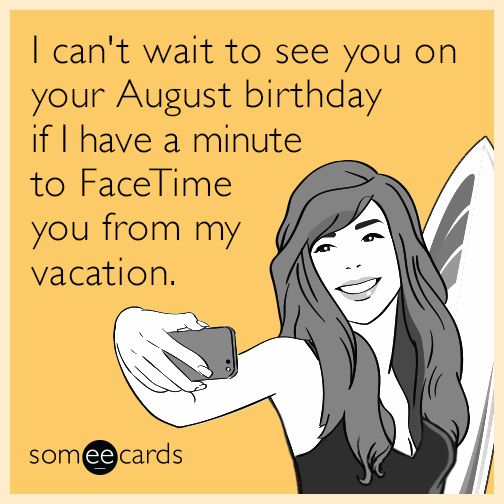 I can't wait to see you on
your August birthday
if I have a minute
to FaceTime
you from my
vacation.
someecards